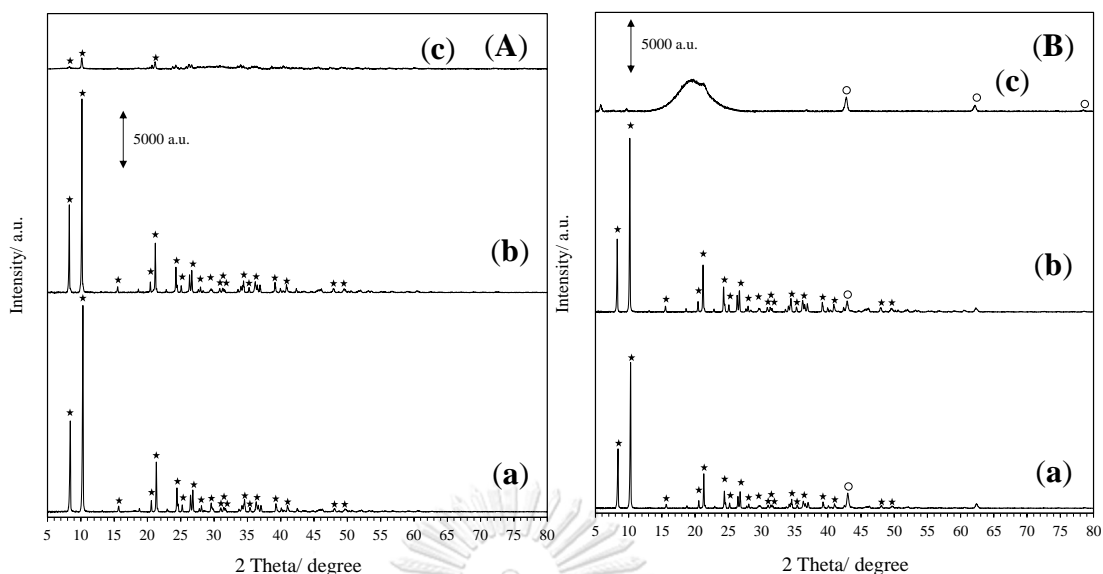 (c) (A)
5000 a.u.
(b)
(a)
Intensity/ a.u.
5 10 15 20 25 30 35 40 45 50 55 60 65 70 75 80
2 Theta/ degree
5000 a.u.
(B)
(c)
(b)
(a)
Intensity/ a.u.
5 10 15 20 25 30 35 40 45 50 55 60 65 70 75 80
2 Theta/ degree